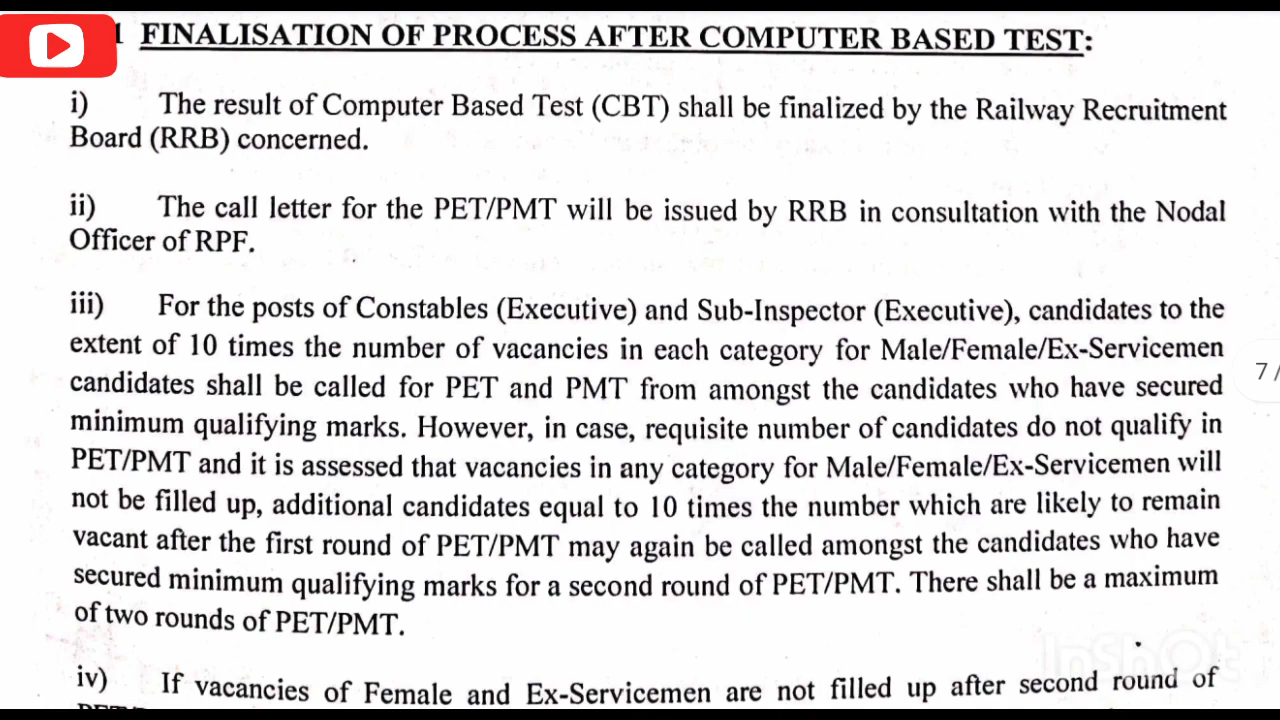 1 FINALISATION OF PROCESS AFTER COMPUTER BASED TEST:
i) The result of Computer Based Test (CBT) shall be finalized by the Railway Recruitment
Board (RRB) concerned.
ii) The call letter for the PET/PMT will be issued by RRB in consultation with the Nodal
Officer of RPF.
iii) For the posts of Constables (Executive) and Sub-Inspector (Executive), candidates to the
extent of 10 times the number of vacancies in each category for Male/Female/Ex-Servicemen
candidates shall be called for PET and PMT from amongst the candidates who have secured
minimum qualifying marks. However, in case, requisite number of candidates do not qualify in
PET/PMT and it is assessed that vacancies in any category for Male/Female/Ex-Servicemen will
not be filled up, additional candidates equal to 10 times the number which are likely to remain
vacant after the first round of PET/PMT may again be called amongst the candidates who have
secured minimum qualifying marks for a second round of PET/PMT. There shall be a maximum
of two rounds of PET/PMT.
iv) If vacancies of Female and Ex-Servicemen are not filled up after second round of
7/
InShOt